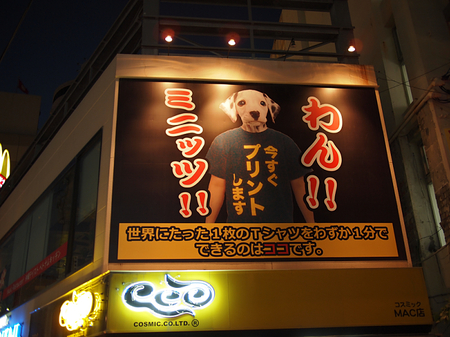 わん!!
ミニッツ!!
今すぐ
プリント
します
世界にたった1枚のTシャツをわずか1分で
できるのはココです。
COSMIC.CO.LTD. ®
コスミック
MAC店